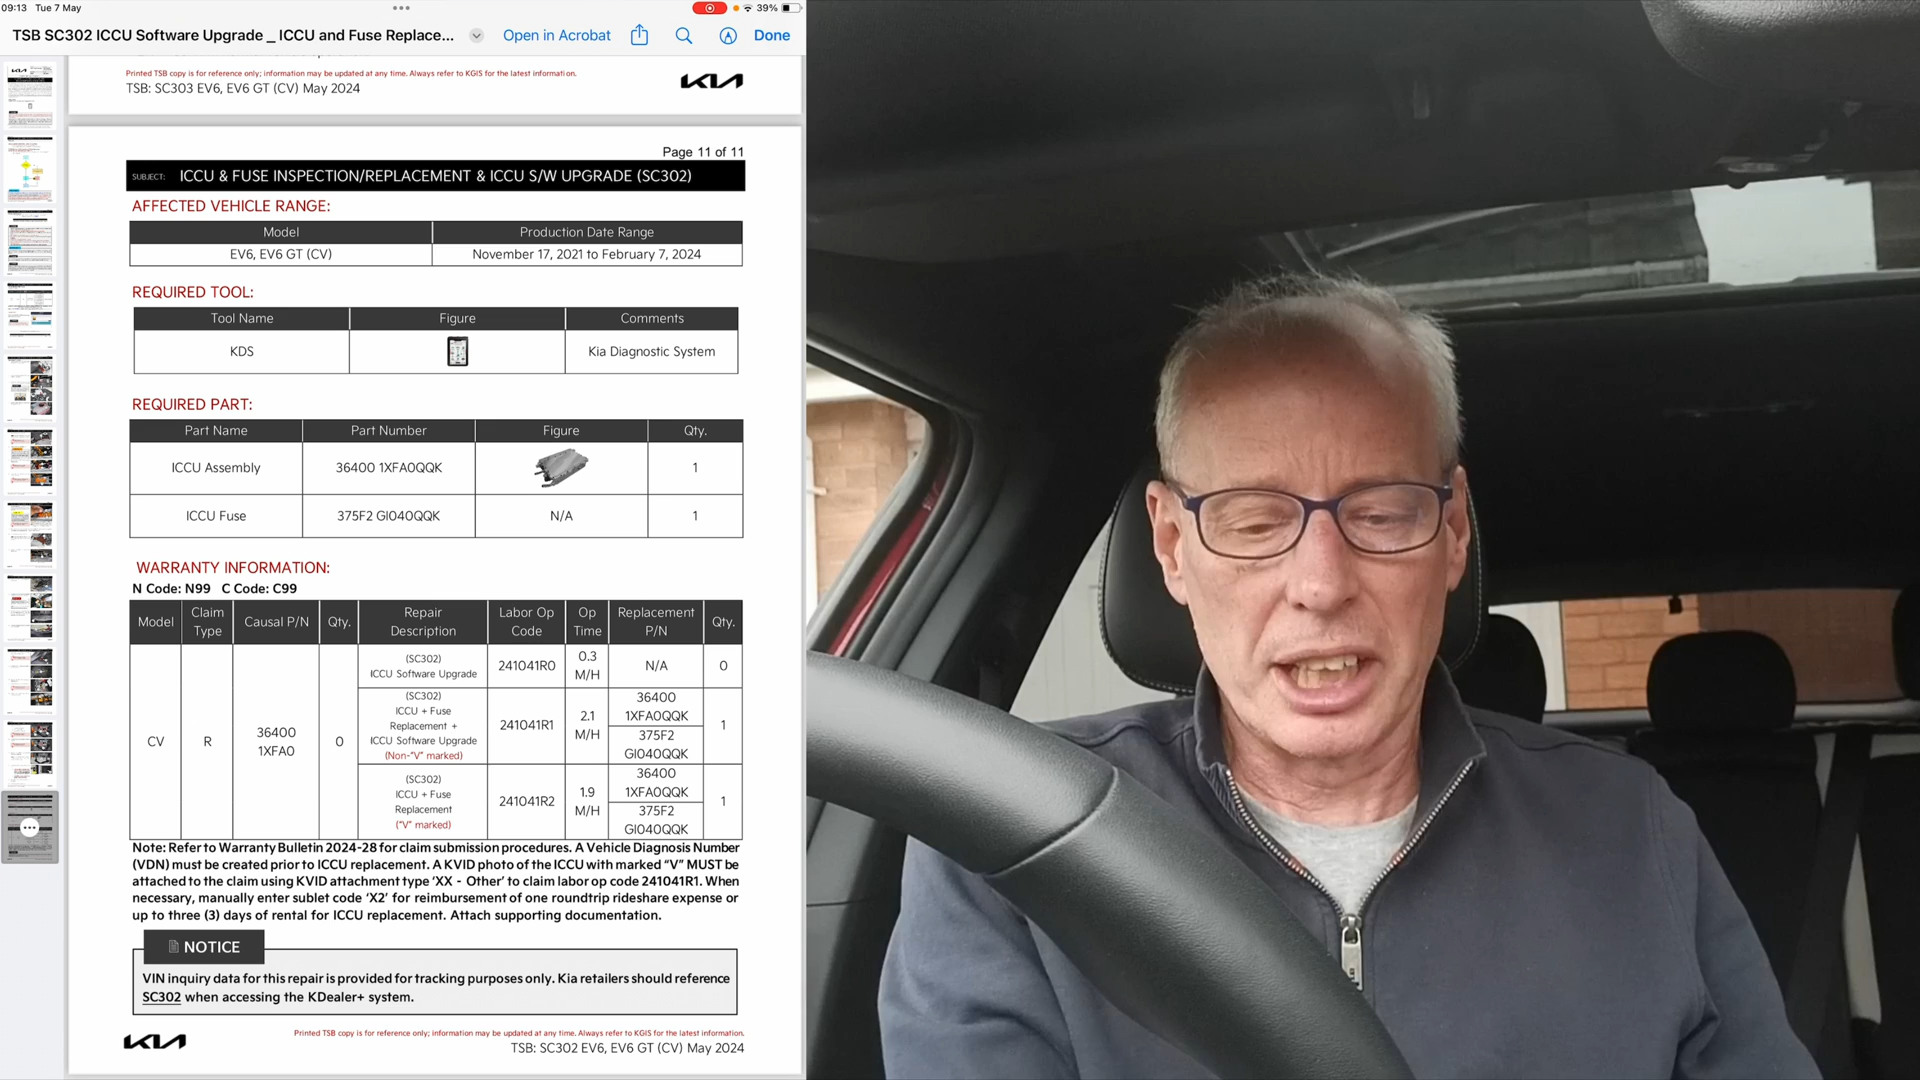 09:13 Tue 7 May
39%
TSB SC302 ICCU Software Upgrade _ ICCU and Fuse Replace...
Open in Acrobat
Done
Printed TSB copy is for reference only; information may be updated at any time. Always refer to KGIS for the latest information.
TSB: SC303 EV6, EV6 GT (CV) May 2024
KIA
Page 11 of 11
SUBJECT: ICCU & FUSE INSPECTION/REPLACEMENT & ICCU S/W UPGRADE (SC302)
AFFECTED VEHICLE RANGE:
Model Production Date Range
EV6, EV6 GT (CV) November 17, 2021 to February 7, 2024
REQUIRED TOOL:
Tool Name Figure Comments
KDS Kia Diagnostic System
REQUIRED PART:
Part Name Part Number Figure Qty.
ICCU Assembly 36400 1XFA0QQK 1
ICCU Fuse 375F2 GI040QQK N/A 1
WARRANTY INFORMATION:
N Code: N99 C Code: C99
Model Claim Type Causal P/N Qty. Repair Description Labor Op Code Op Time Replacement P/N Qty.
CV R 36400 1XFA0 0
(SC302) ICCU Software Upgrade 241041R0 0.3 M/H N/A 0
(SC302) ICCU + Fuse Replacement + ICCU Software Upgrade (Non-"V" marked) 241041R1 2.1 M/H 36400 1XFA0QQK 375F2 GI040QQK 1
(SC302) ICCU + Fuse Replacement ("V" marked) 241041R2 1.9 M/H 36400 1XFA0QQK 375F2 GI040QQK 1
Note: Refer to Warranty Bulletin 2024-28 for claim submission procedures. A Vehicle Diagnosis Number
(VDN) must be created prior to ICCU replacement. A KVID photo of the ICCU with marked "V" MUST be
attached to the claim using KVID attachment type 'XX - Other' to claim labor op code 241041R1. When
necessary, manually enter sublet code 'X2' for reimbursement of one roundtrip rideshare expense or
up to three (3) days of rental for ICCU replacement. Attach supporting documentation.
NOTICE
VIN inquiry data for this repair is provided for tracking purposes only. Kia retailers should reference
SC302 when accessing the KDealer+ system.
KIA
Printed TSB copy is for reference only; information may be updated at any time. Always refer to KGIS for the latest information.
TSB: SC302 EV6, EV6 GT (CV) May 2024